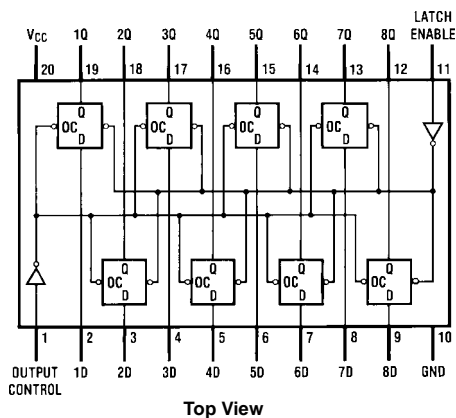 LATCH
VCC 1Q 2Q 3Q 4Q 5Q 6Q 7Q 8Q ENABLE
20 19 18 17 16 15 14 13 12 11
Q Q Q Q
OC OC OC OC
D D D D
Q Q Q Q
OC OC OC OC
D D D D
1 2 3 4 5 6 7 8 9 10
OUTPUT 1D 2D 3D 4D 5D 6D 7D 8D GND
CONTROL
Top View